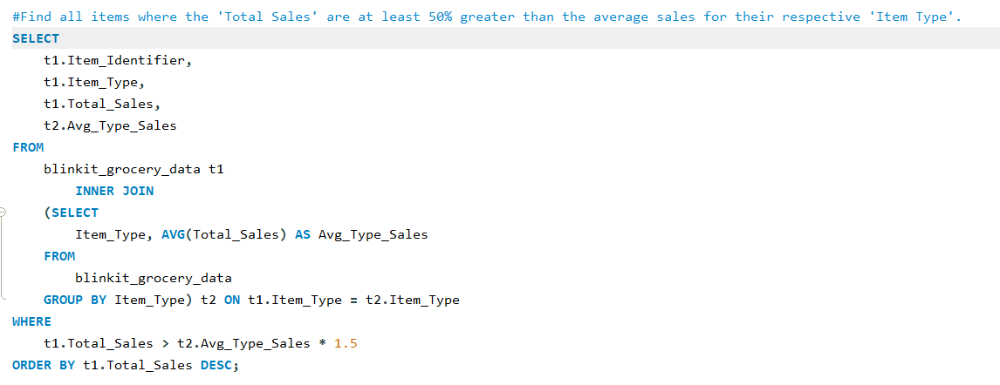 #Find all items where the 'Total Sales' are at least 50% greater than the average sales for their respective 'Item Type'.
SELECT
    t1.Item_Identifier,
    t1.Item_Type,
    t1.Total_Sales,
    t2.Avg_Type_Sales
FROM
    blinkit_grocery_data t1
        INNER JOIN
    (SELECT
        Item_Type, AVG(Total_Sales) AS Avg_Type_Sales
    FROM
        blinkit_grocery_data
    GROUP BY Item_Type) t2 ON t1.Item_Type = t2.Item_Type
WHERE
    t1.Total_Sales > t2.Avg_Type_Sales * 1.5
ORDER BY t1.Total_Sales DESC;